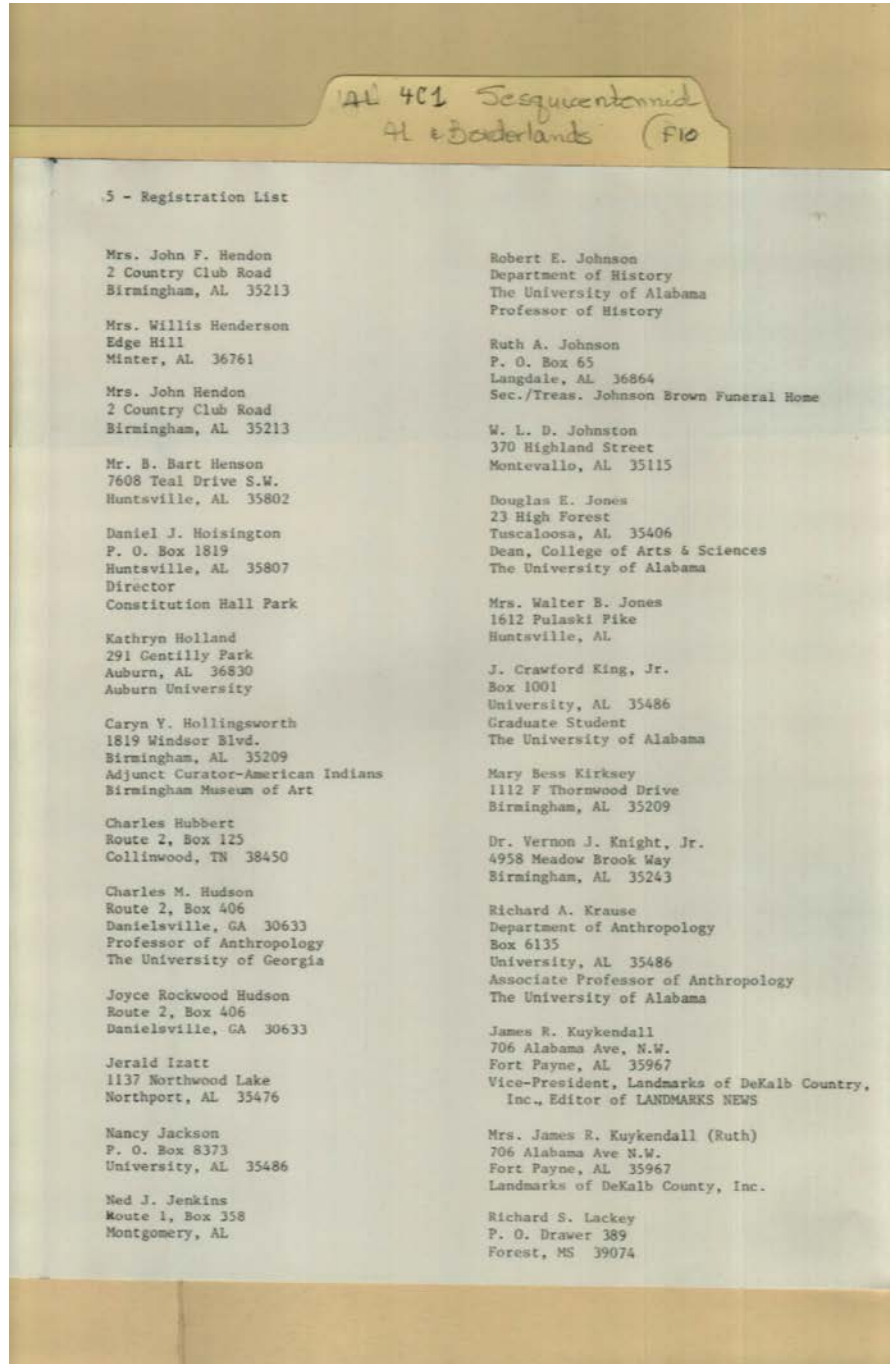 AL 4C1 Sesquicentennial
AL & Borderlands (F10
5 - Registration List
Mrs. John F. Hendon
2 Country Club Road
Birmingham, AL 35213
Mrs. Willis Henderson
Edge Hill
Minter, AL 36761
Mrs. John Hendon
2 Country Club Road
Birmingham, AL 35213
Mr. B. Bart Henson
7608 Teal Drive S.W.
Huntsville, AL 35802
Daniel J. Hoisington
P. O. Box 1819
Huntsville, AL 35807
Director
Constitution Hall Park
Kathryn Holland
291 Gentilly Park
Auburn, AL 36830
Auburn University
Caryn Y. Hollingsworth
1819 Windsor Blvd.
Birmingham, AL 35209
Adjunct Curator-American Indians
Birmingham Museum of Art
Charles Hubbert
Route 2, Box 125
Collinwood, TN 38450
Charles M. Hudson
Route 2, Box 406
Danielsville, GA 30633
Professor of Anthropology
The University of Georgia
Joyce Rockwood Hudson
Route 2, Box 406
Danielsville, GA 30633
Jerald Izatt
1137 Northwood Lake
Northport, AL 35476
Nancy Jackson
P. O. Box 8373
University, AL 35486
Ned J. Jenkins
Route 1, Box 358
Montgomery, AL
Robert E. Johnson
Department of History
The University of Alabama
Professor of History
Ruth A. Johnson
P. O. Box 65
Langdale, AL 36864
Sec./Treas. Johnson Brown Funeral Home
W. L. D. Johnston
370 Highland Street
Montevallo, AL 35115
Douglas E. Jones
23 High Forest
Tuscaloosa, AL 35406
Dean, College of Arts & Sciences
The University of Alabama
Mrs. Walter B. Jones
1612 Pulaski Pike
Huntsville, AL
J. Crawford King, Jr.
Box 1001
University, AL 35486
Graduate Student
The University of Alabama
Mary Bess Kirksey
1112 F Thornwood Drive
Birmingham, AL 35209
Dr. Vernon J. Knight, Jr.
4958 Meadow Brook Way
Birmingham, AL 35243
Richard A. Krause
Department of Anthropology
Box 6135
University, AL 35486
Associate Professor of Anthropology
The University of Alabama
James R. Kuykendall
706 Alabama Ave, N.W.
Fort Payne, AL 35967
Vice-President, Landmarks of DeKalb Country,
Inc., Editor of LANDMARKS NEWS
Mrs. James R. Kuykendall (Ruth)
706 Alabama Ave N.W.
Fort Payne, AL 35967
Landmarks of DeKalb County, Inc.
Richard S. Lackey
P. O. Drawer 389
Forest, MS 39074